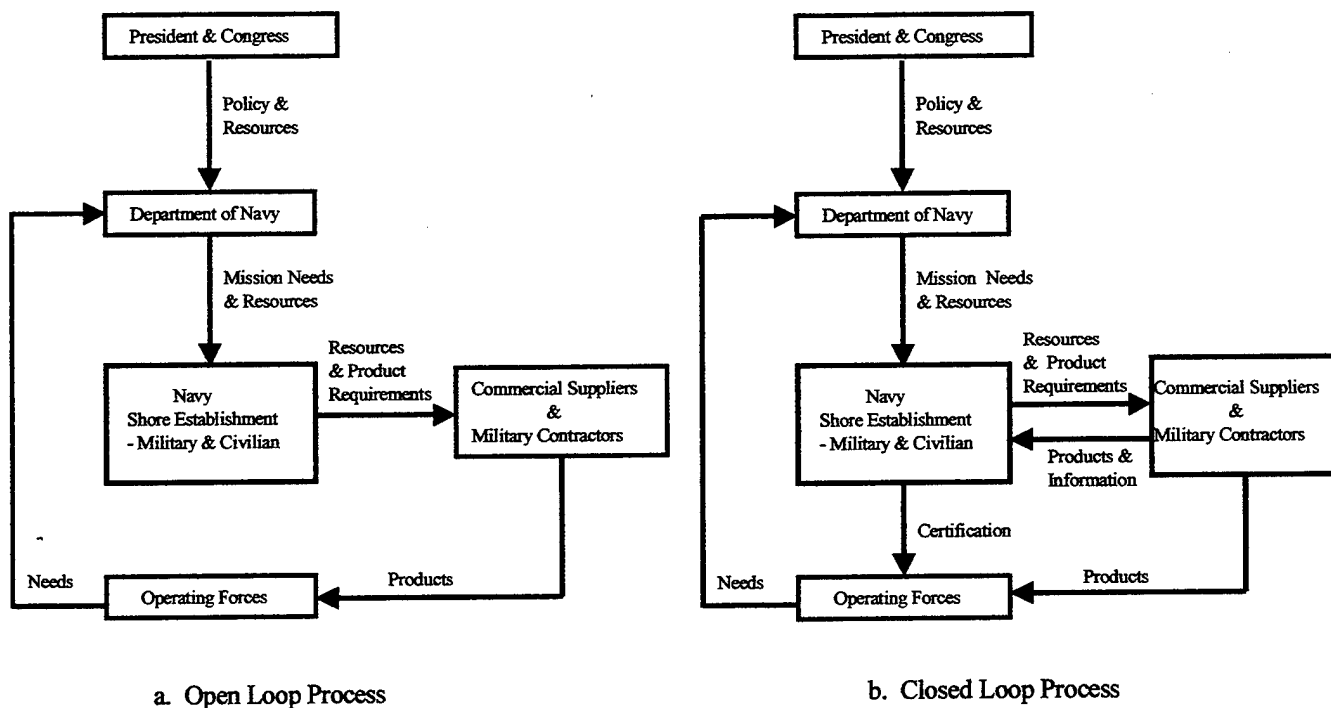 President & Congress
Policy &
Resources
Department of Navy
Mission Needs
& Resources
Navy
Shore Establishment
- Military & Civilian
Resources
& Product
Requirements
Commercial Suppliers
&
Military Contractors
Needs
Operating Forces
Products
a. Open Loop Process
President & Congress
Policy &
Resources
Department of Navy
Mission Needs
& Resources
Navy
Shore Establishment
- Military & Civilian
Resources
& Product
Requirements
Commercial Suppliers
&
Military Contractors
Products &
Information
Certification
Needs
Operating Forces
Products
b. Closed Loop Process